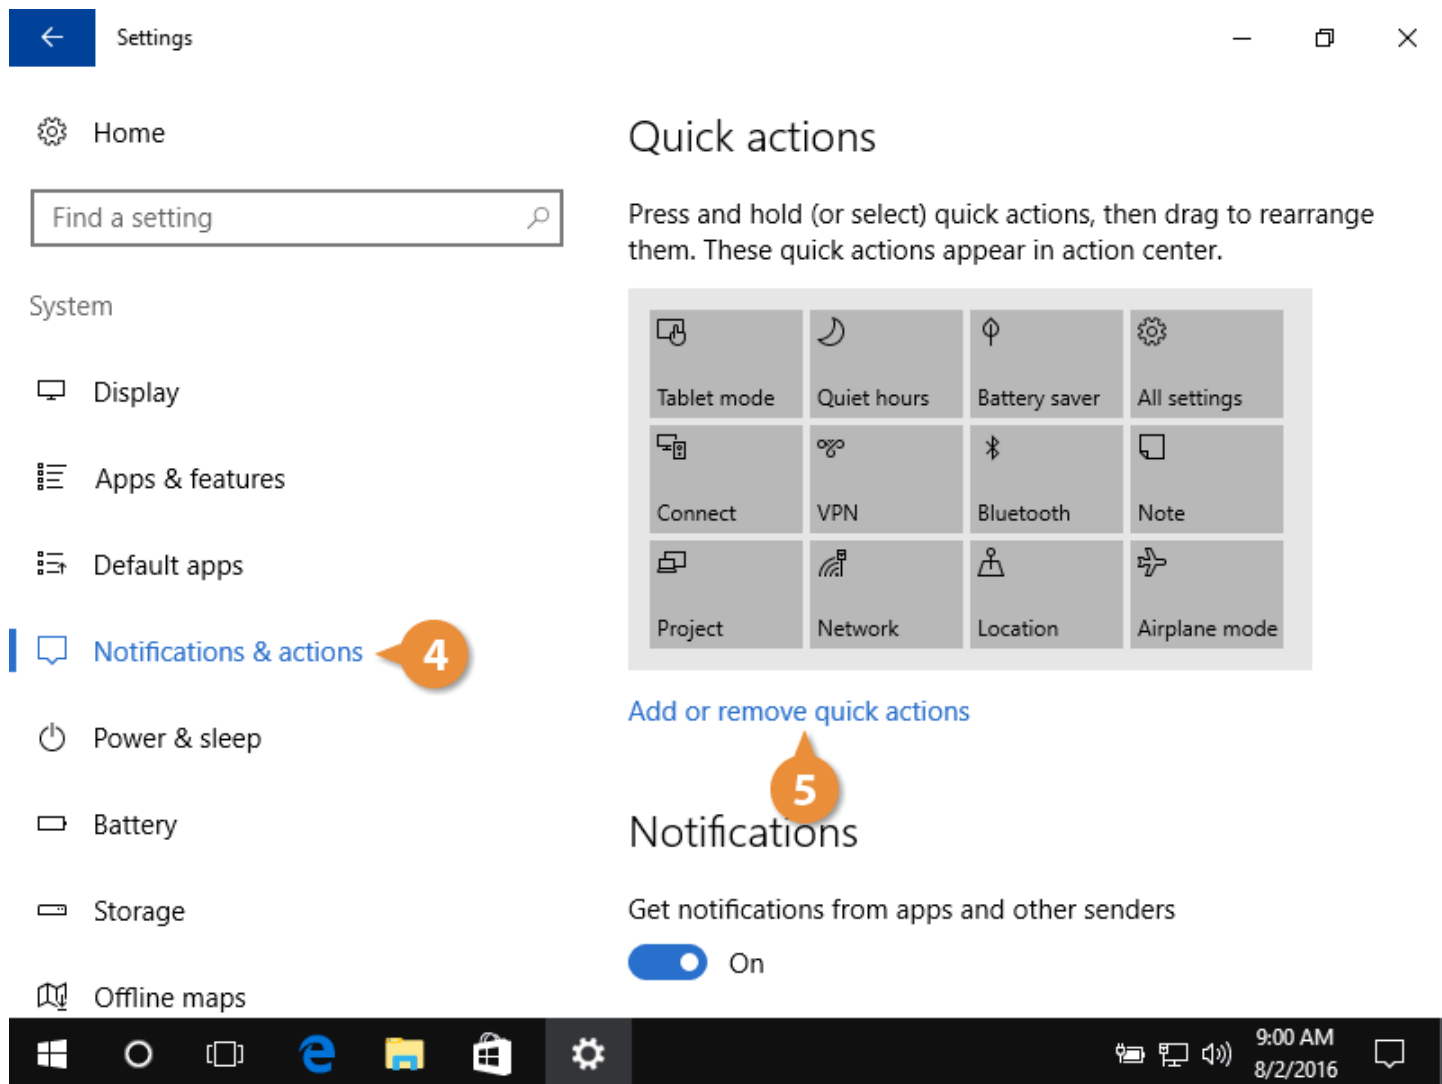 Settings
Home
Find a setting
System
Display
Apps & features
Default apps
Notifications & actions
4
Power & sleep
Battery
Storage
Offline maps
Quick actions
Press and hold (or select) quick actions, then drag to rearrange
them. These quick actions appear in action center.
Tablet mode
Quiet hours
Battery saver
All settings
Connect
VPN
Bluetooth
Note
Project
Network
Location
Airplane mode
Add or remove quick actions
5
Notifications
Get notifications from apps and other senders
On
9:00 AM
8/2/2016